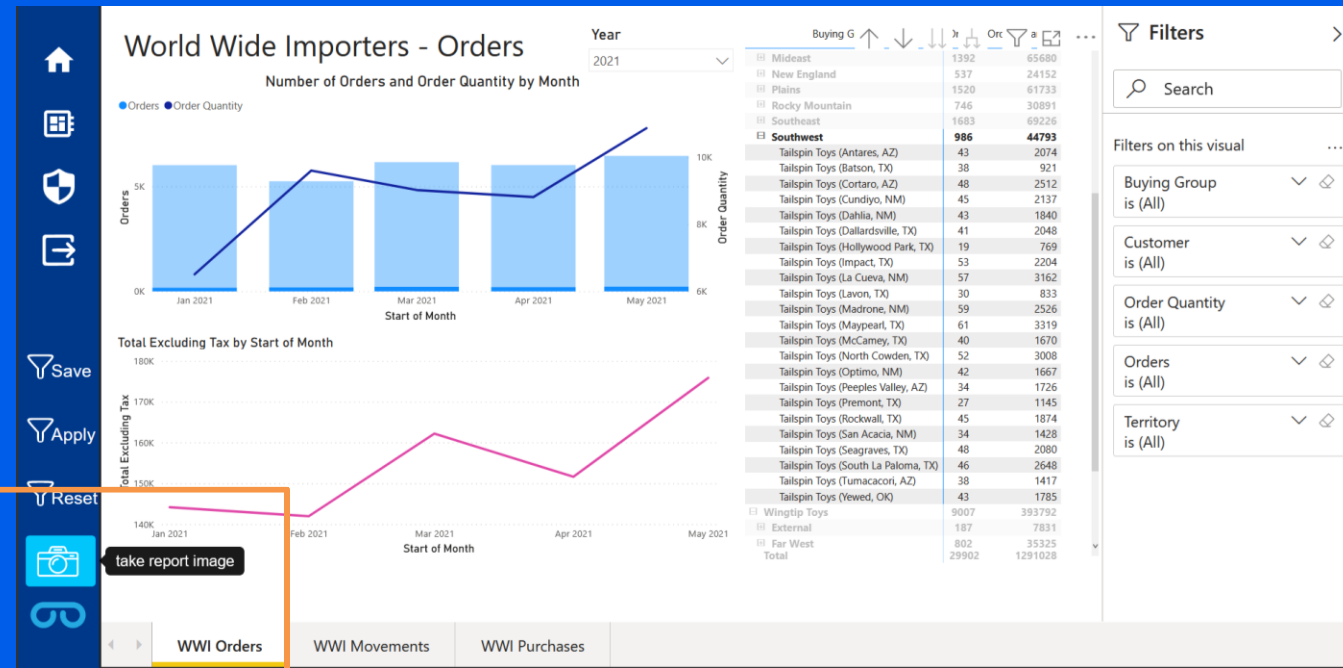 World Wide Importers - Orders
Year
2021
Number of Orders and Order Quantity by Month
Orders Order Quantity
Orders
5K
0K
10K
8K
6K
Order Quantity
Jan 2021 Feb 2021 Mar 2021 Apr 2021 May 2021
Start of Month
Total Excluding Tax by Start of Month
Total Excluding Tax
180K
170K
160K
150K
140K
Jan 2021 Feb 2021 Mar 2021 Apr 2021 May 2021
Start of Month
Save
Apply
Reset
take report image
Buying G
Mideast 1392 65680
New England 537 24152
Plains 1520 61733
Rocky Mountain 746 30891
Southeast 1683 69226
Southwest 986 44793
Tailspin Toys (Antares, AZ) 43 2074
Tailspin Toys (Batson, TX) 38 921
Tailspin Toys (Cortaro, AZ) 48 2512
Tailspin Toys (Cundiyo, NM) 45 2137
Tailspin Toys (Dahlia, NM) 43 1840
Tailspin Toys (Dallardsville, TX) 41 2048
Tailspin Toys (Hollywood Park, TX) 19 769
Tailspin Toys (Impact, TX) 53 2204
Tailspin Toys (La Cueva, NM) 57 3162
Tailspin Toys (Lavon, TX) 30 833
Tailspin Toys (Madrone, NM) 59 2526
Tailspin Toys (Maypearl, TX) 61 3319
Tailspin Toys (McCamey, TX) 40 1670
Tailspin Toys (North Cowden, TX) 52 3008
Tailspin Toys (Optimo, NM) 42 1667
Tailspin Toys (Peeples Valley, AZ) 34 1726
Tailspin Toys (Premont, TX) 27 1145
Tailspin Toys (Rockwall, TX) 45 1874
Tailspin Toys (San Acacia, NM) 34 1428
Tailspin Toys (Seagraves, TX) 48 2080
Tailspin Toys (South La Paloma, TX) 46 2648
Tailspin Toys (Tumacacori, AZ) 38 1417
Tailspin Toys (Yewed, OK) 43 1785
Wingtip Toys 9007 393792
External 187 7831
Far West 802 35325
Total 29902 1291028
Filters
Search
Filters on this visual
Buying Group
is (All)
Customer
is (All)
Order Quantity
is (All)
Orders
is (All)
Territory
is (All)
WWI Orders WWI Movements WWI Purchases